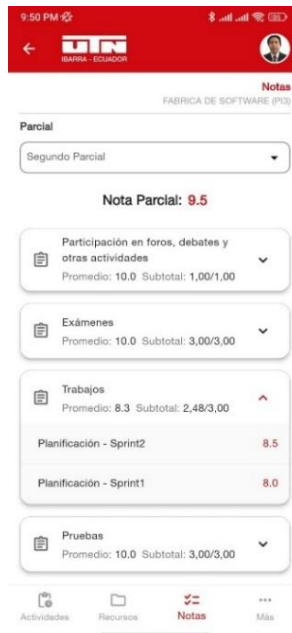 9:50 PM
UTN
IBARRA - ECUADOR
Notas
FABRICA DE SOFTWARE (PI3)
Parcial
Segundo Parcial
Nota Parcial: 9.5
Participación en foros, debates y
otras actividades
Promedio: 10.0 Subtotal: 1,00/1,00
Exámenes
Promedio: 10.0 Subtotal: 3,00/3,00
Trabajos
Promedio: 8.3 Subtotal: 2,48/3,00
Planificación - Sprint2 8.5
Planificación - Sprint1 8.0
Pruebas
Promedio: 10.0 Subtotal: 3,00/3,00
Actividades Recursos Notas Más